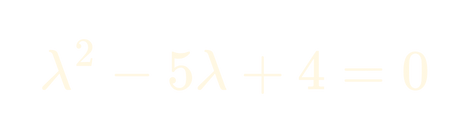 λ² − 5λ + 4 = 0